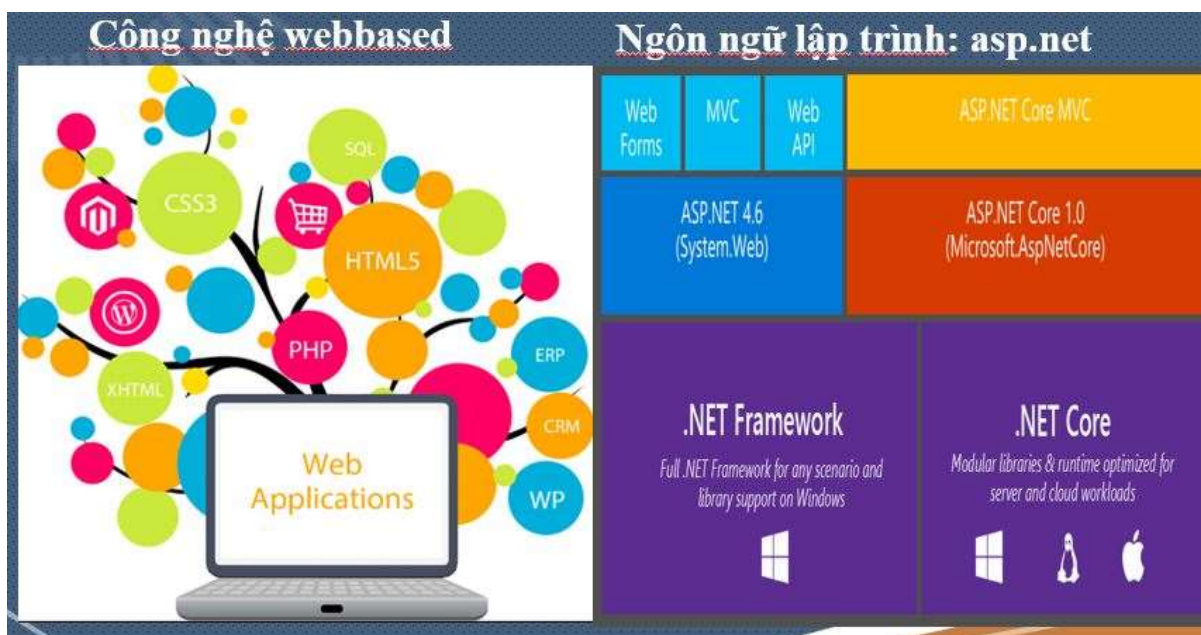 Công nghệ webbased
Ngôn ngữ lập trình: asp.net
SQL
CSS3
HTML5
PHP
ERP
XHTML
CRM
WP
Web
Applications
Web
Forms
MVC
Web
API
ASP.NET Core MVC
ASP.NET 4.6
(System.Web)
ASP.NET Core 1.0
(Microsoft.AspNetCore)
.NET Framework
Full .NET Framework for any scenario and
library support on Windows
.NET Core
Modular libraries & runtime optimized for
server and cloud workloads